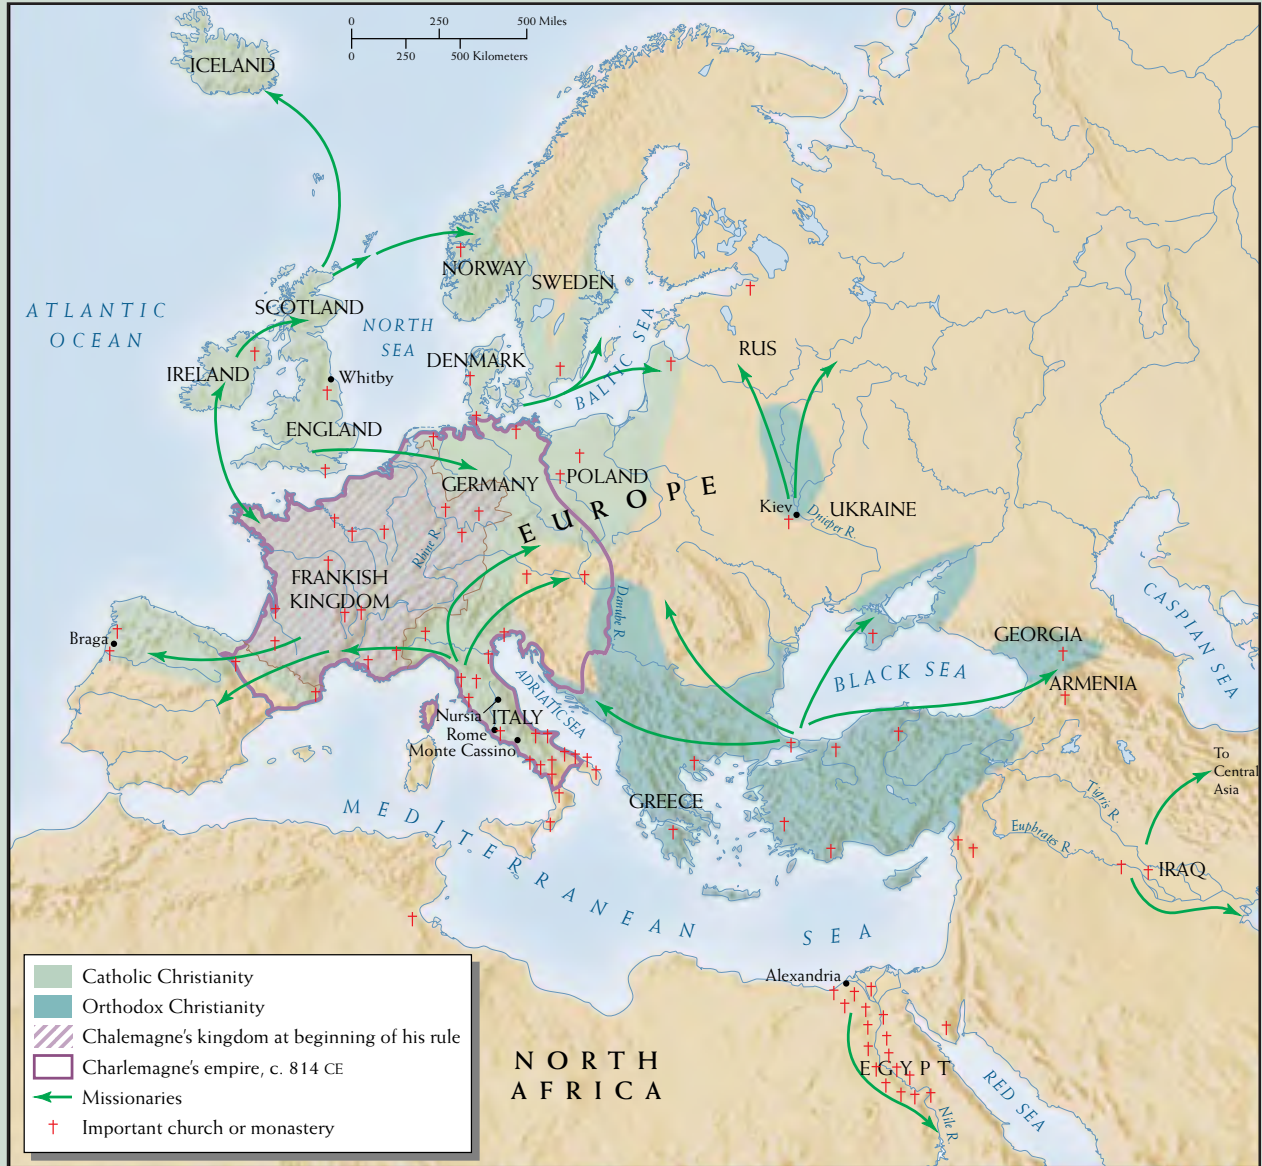 0 250 500 Miles
0 250 500 Kilometers
ICELAND
ATLANTIC
OCEAN
NORWAY
SWEDEN
SCOTLAND
NORTH
SEA
IRELAND
Whitby
DENMARK
BALTIC SEA
RUS
ENGLAND
GERMANY
POLAND
EUROPE
Kiev
UKRAINE
Dnieper R.
Rhine R.
FRANKISH
KINGDOM
Danube R.
Braga
CASPIAN SEA
GEORGIA
ARMENIA
BLACK SEA
ADRIATIC SEA
Nursia
ITALY
Rome
Monte Cassino
GREECE
To
Central
Asia
Tigris R.
Euphrates R.
IRAQ
MEDITERRANEAN SEA
Alexandria
EGYPT
Nile R.
RED SEA
NORTH
AFRICA
Catholic Christianity
Orthodox Christianity
Chalemagne's kingdom at beginning of his rule
Charlemagne's empire, c. 814 CE
Missionaries
Important church or monastery